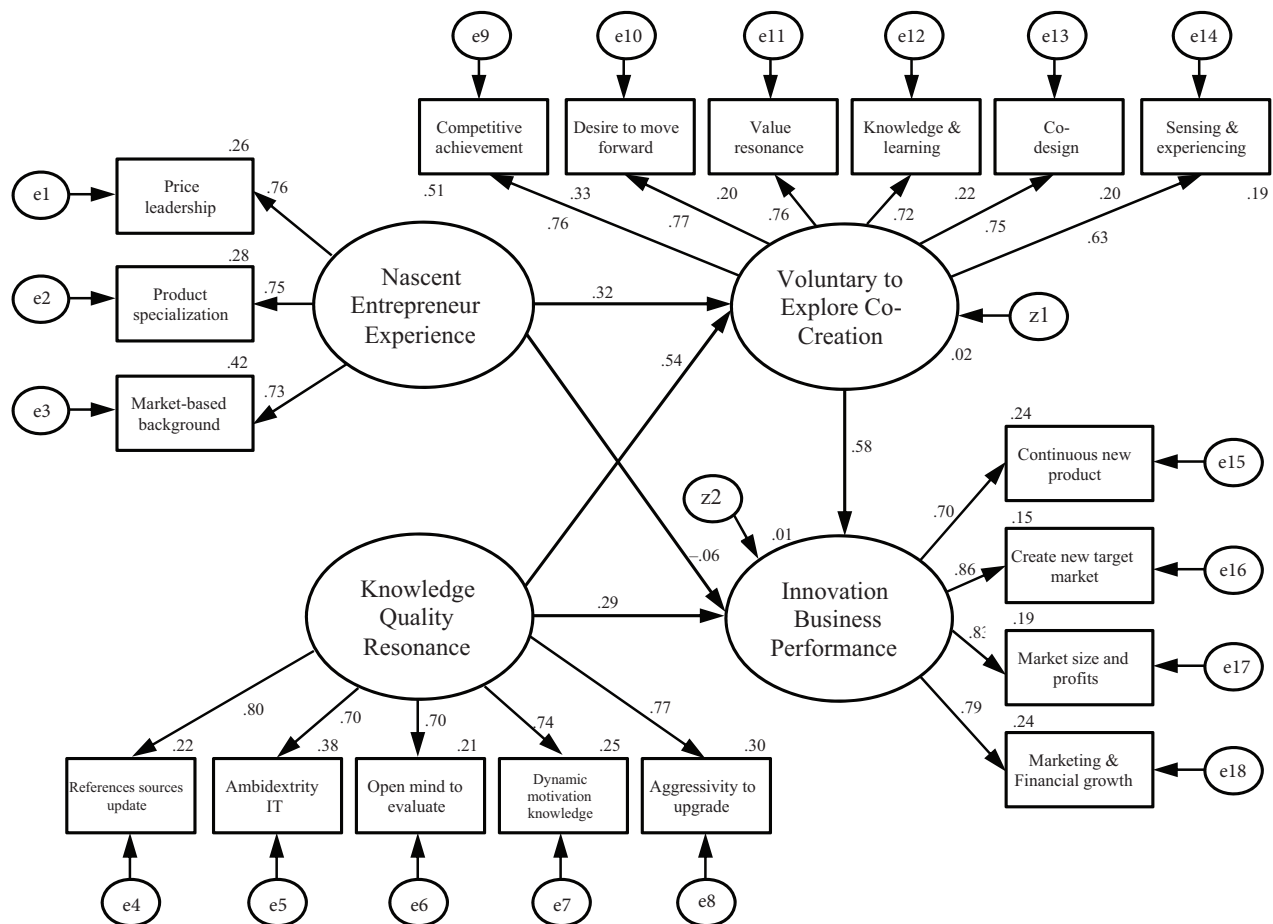 e9
e10
e11
e12
e13
e14
Competitive
achievement
Desire to move
forward
Value
resonance
Knowledge &
learning
Co-
design
Sensing &
experiencing
.51
.33
.20
.22
.20
.19
.76
.77
.76
.72
.75
.63
e1
.26
Price
leadership
.76
e2
.28
Product
specialization
.75
e3
.42
Market-based
background
.73
Nascent
Entrepreneur
Experience
.32
Voluntary to
Explore Co-
Creation
z1
.02
.54
.58
–.06
z2
.01
.29
Knowledge
Quality
Resonance
Innovation
Business
Performance
.24
Continuous new
product
e15
.70
.15
Create new target
market
e16
.86
.19
Market size and
profits
e17
.83
.24
Marketing &
Financial growth
e18
.79
.80
.70
.70
.74
.77
.22
.38
.21
.25
.30
References sources
update
Ambidextrity
IT
Open mind to
evaluate
Dynamic
motivation
knowledge
Aggressivity to
upgrade
e4
e5
e6
e7
e8